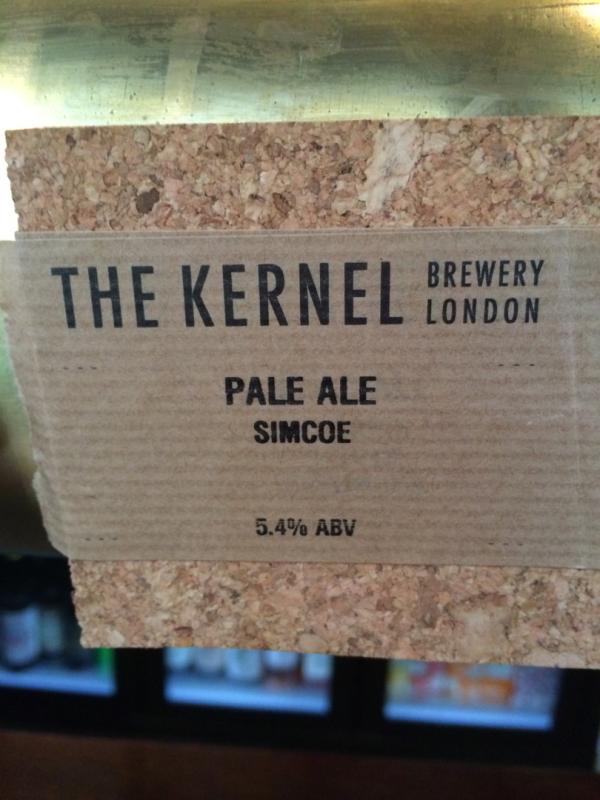 THE KERNEL BREWERY LONDON
PALE ALE
SIMCOE
5.4% ABV